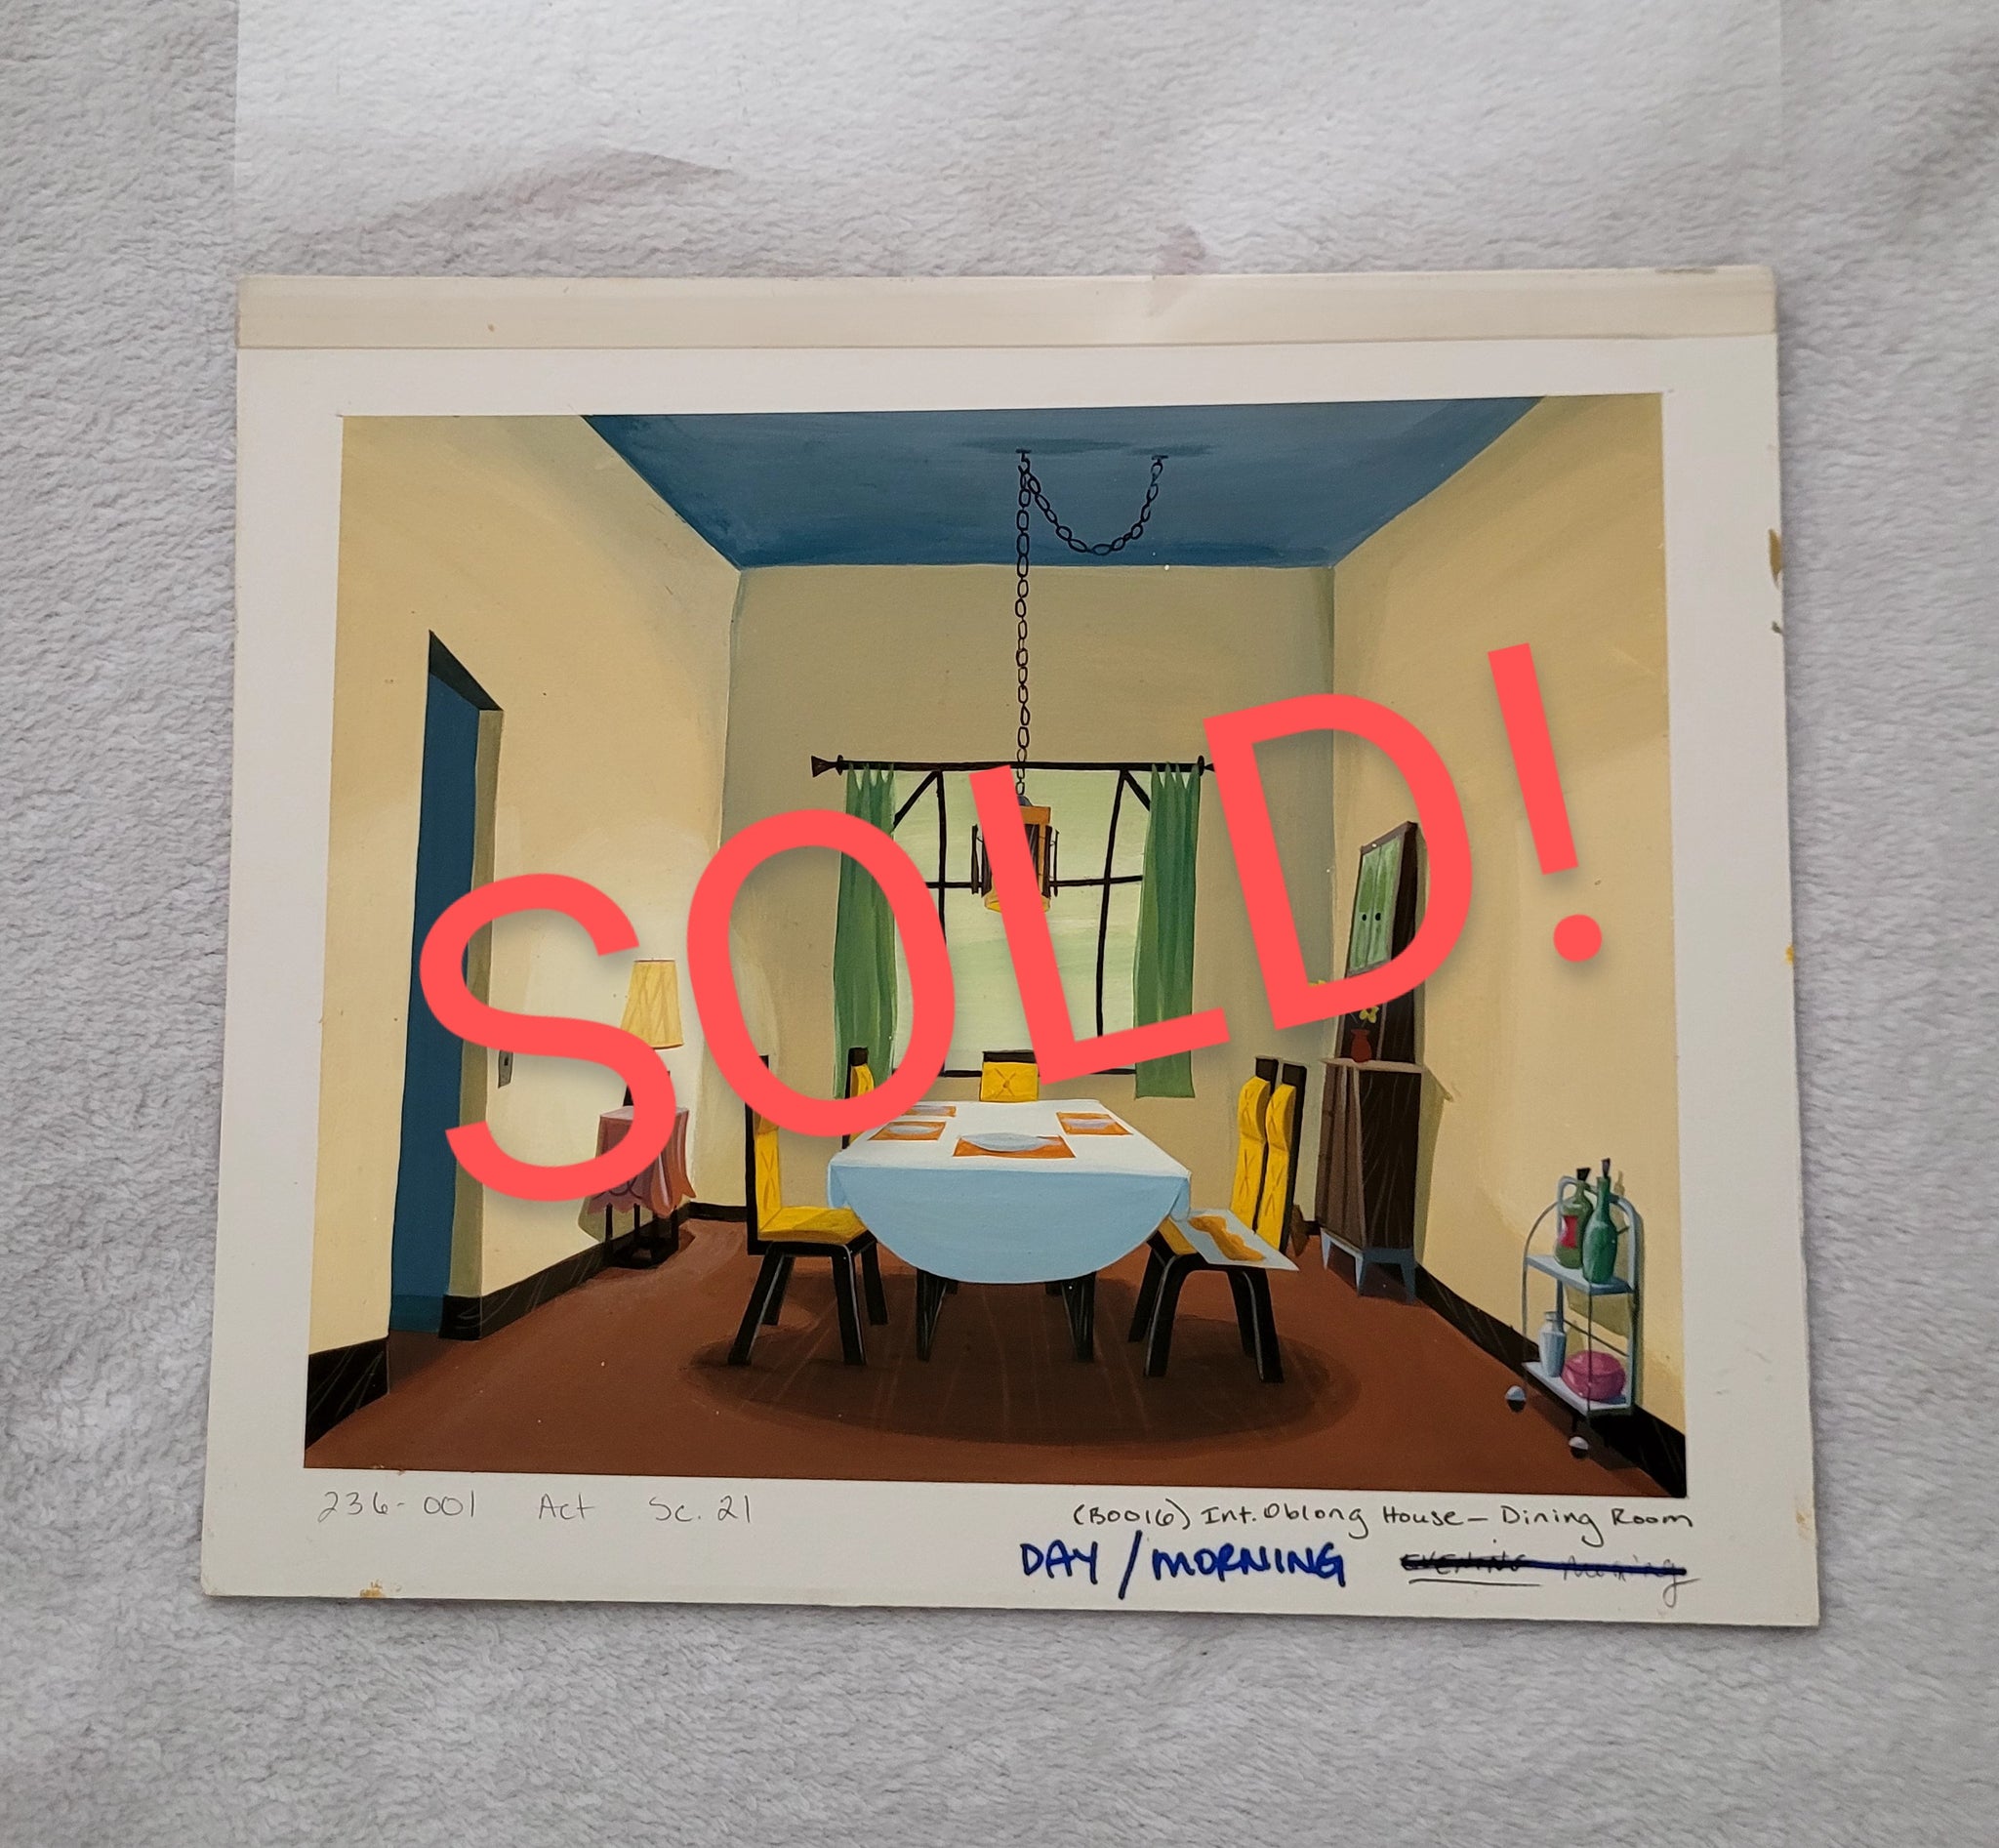 SOLD!
236-001 Act Sc. 21
(B0016) Int. Oblong House — Dining Room
DAY / MORNING